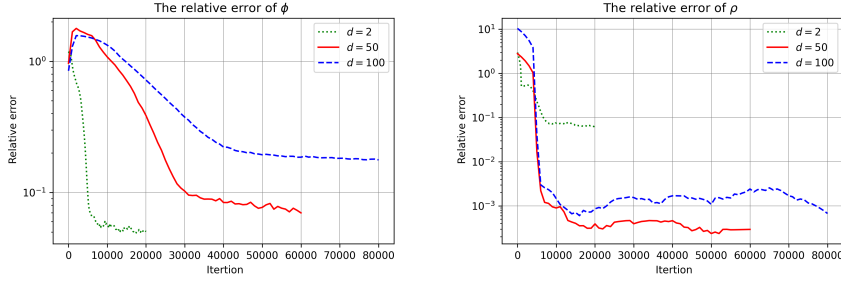 The relative error of ϕ
Relative error
10⁰
10⁻¹
d = 2
d = 50
d = 100
0 10000 20000 30000 40000 50000 60000 70000 80000
Itertion
The relative error of ρ
Relative error
10¹
10⁰
10⁻¹
10⁻²
10⁻³
d = 2
d = 50
d = 100
0 10000 20000 30000 40000 50000 60000 70000 80000
Itertion